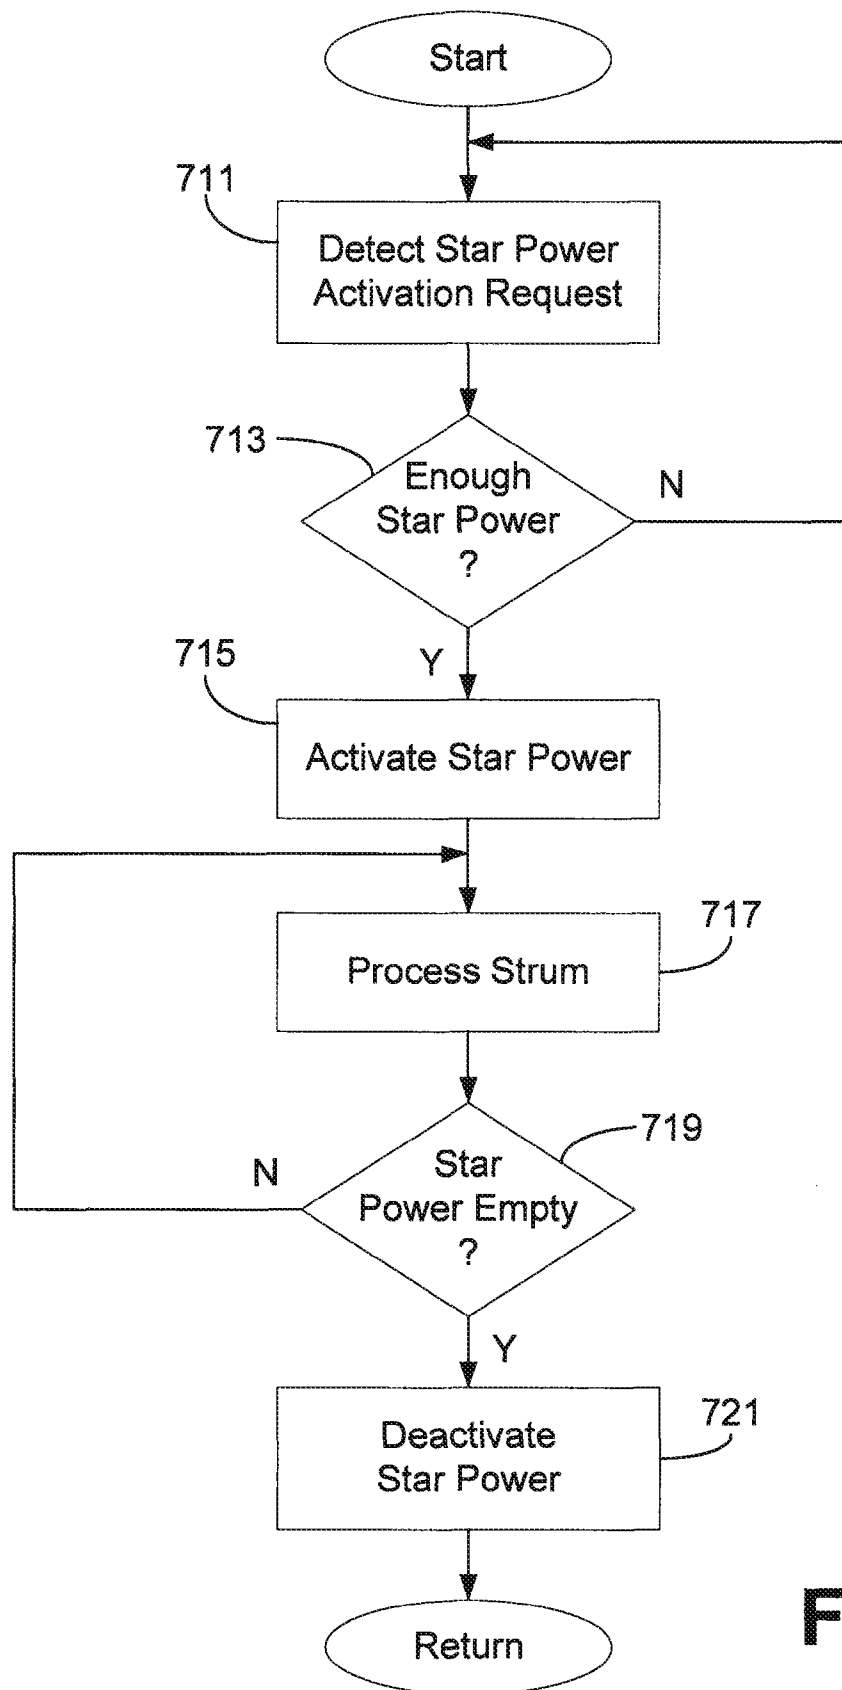 Start
711
Detect Star Power
Activation Request
713
Enough
Star Power
?
N
Y
715
Activate Star Power
717
Process Strum
719
Star
Power Empty
?
N
Y
721
Deactivate
Star Power
Return
F